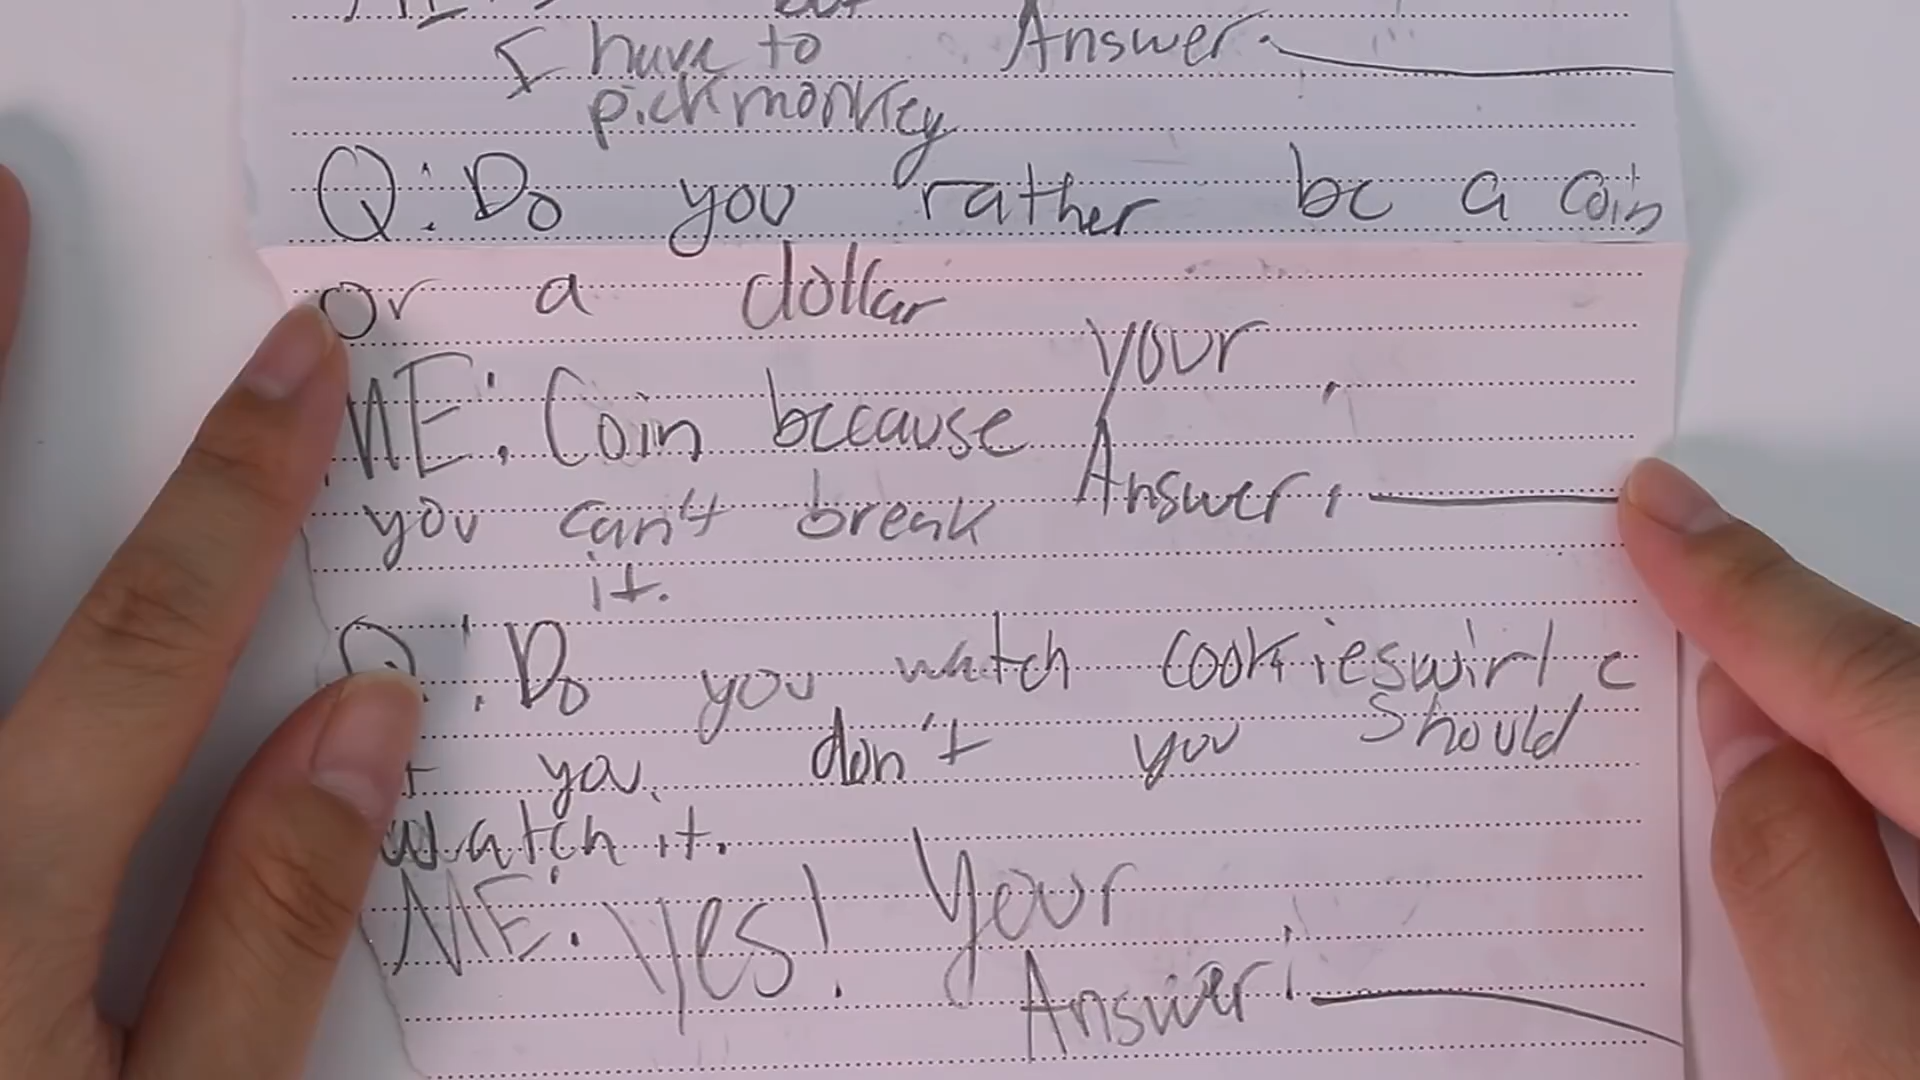 I have to
Answer.
pick monkey
Q: Do you rather be a coin
or a dollar
ME: Coin because
you can't break
it.
your
Answer:
Q: Do you watch cookieswirl c
you don't you should
watch it.
ME: Yes! Your
Answer: